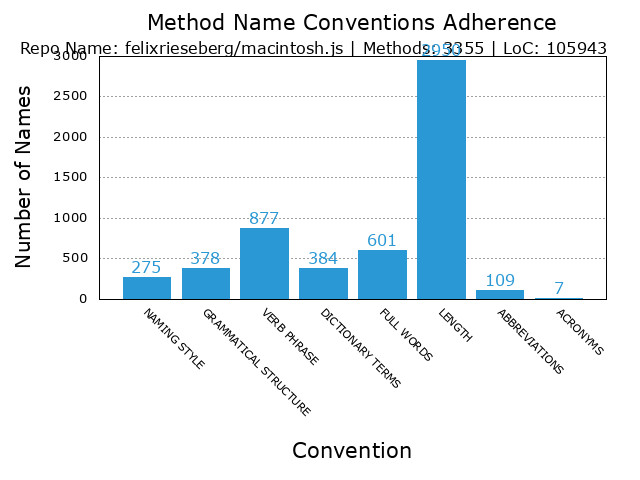 Method Name Conventions Adherence
Repo Name: felixrieseberg/macintosh.js | Methods: 3355 | LoC: 105943
Number of Names
3000
2500
2000
1500
1000
500
0
275
378
877
384
601
2950
109
7
NAMING STYLE
GRAMMATICAL STRUCTURE
VERB PHRASE
DICTIONARY TERMS
FULL WORDS
LENGTH
ABBREVIATIONS
ACRONYMS
Convention